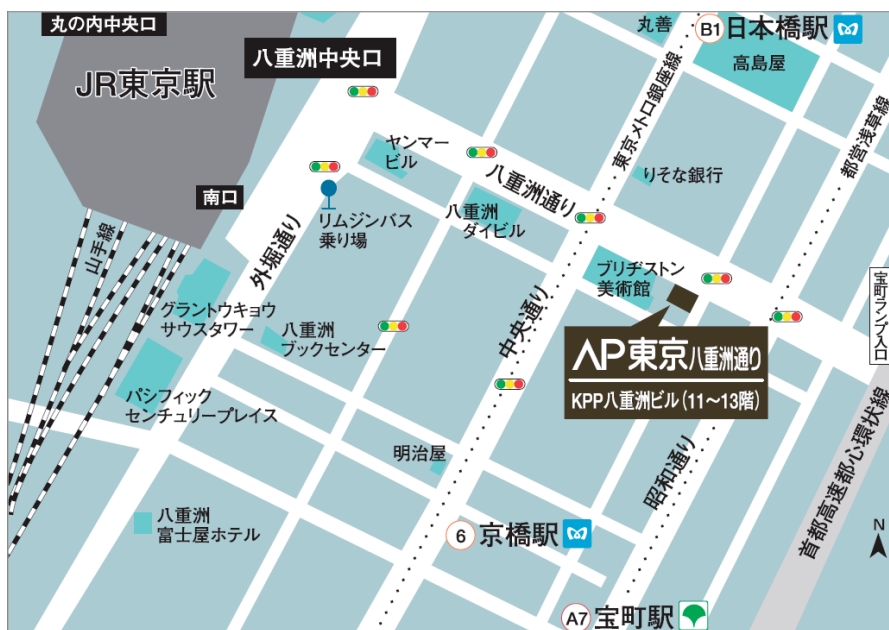 丸の内中央口
JR東京駅
八重洲中央口
丸善
B1 日本橋駅
高島屋
東京メトロ銀座線
都営浅草線
ヤンマー
ビル
八重洲通り
りそな銀行
南口
リムジンバス
乗り場
八重洲
ダイビル
山手線
外堀通り
ブリヂストン
美術館
宝町ランプ入口
グラントウキョウ
サウスタワー
八重洲
ブックセンター
中央通り
AP東京八重洲通り
KPP八重洲ビル(11〜13階)
パシフィック
センチュリープレイス
明治屋
昭和通り
首都高速都心環状線
八重洲
富士屋ホテル
6 京橋駅
N
A7 宝町駅